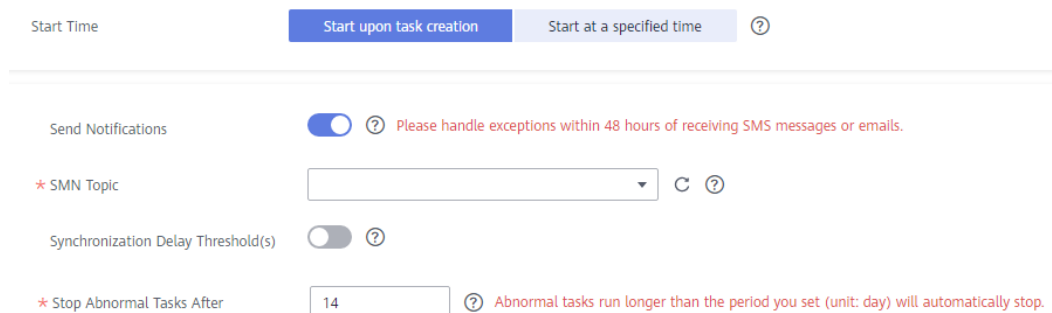 Start Time Start upon task creation Start at a specified time ?
Send Notifications ? Please handle exceptions within 48 hours of receiving SMS messages or emails.
* SMN Topic ?
Synchronization Delay Threshold(s) ?
* Stop Abnormal Tasks After 14 ? Abnormal tasks run longer than the period you set (unit: day) will automatically stop.